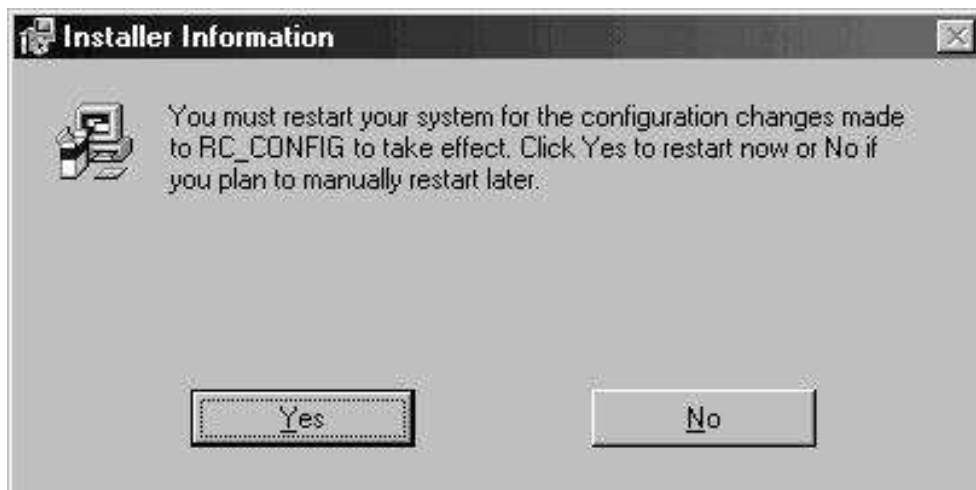 Installer Information
You must restart your system for the configuration changes made
to RC_CONFIG to take effect. Click Yes to restart now or No if
you plan to manually restart later.
Yes
No